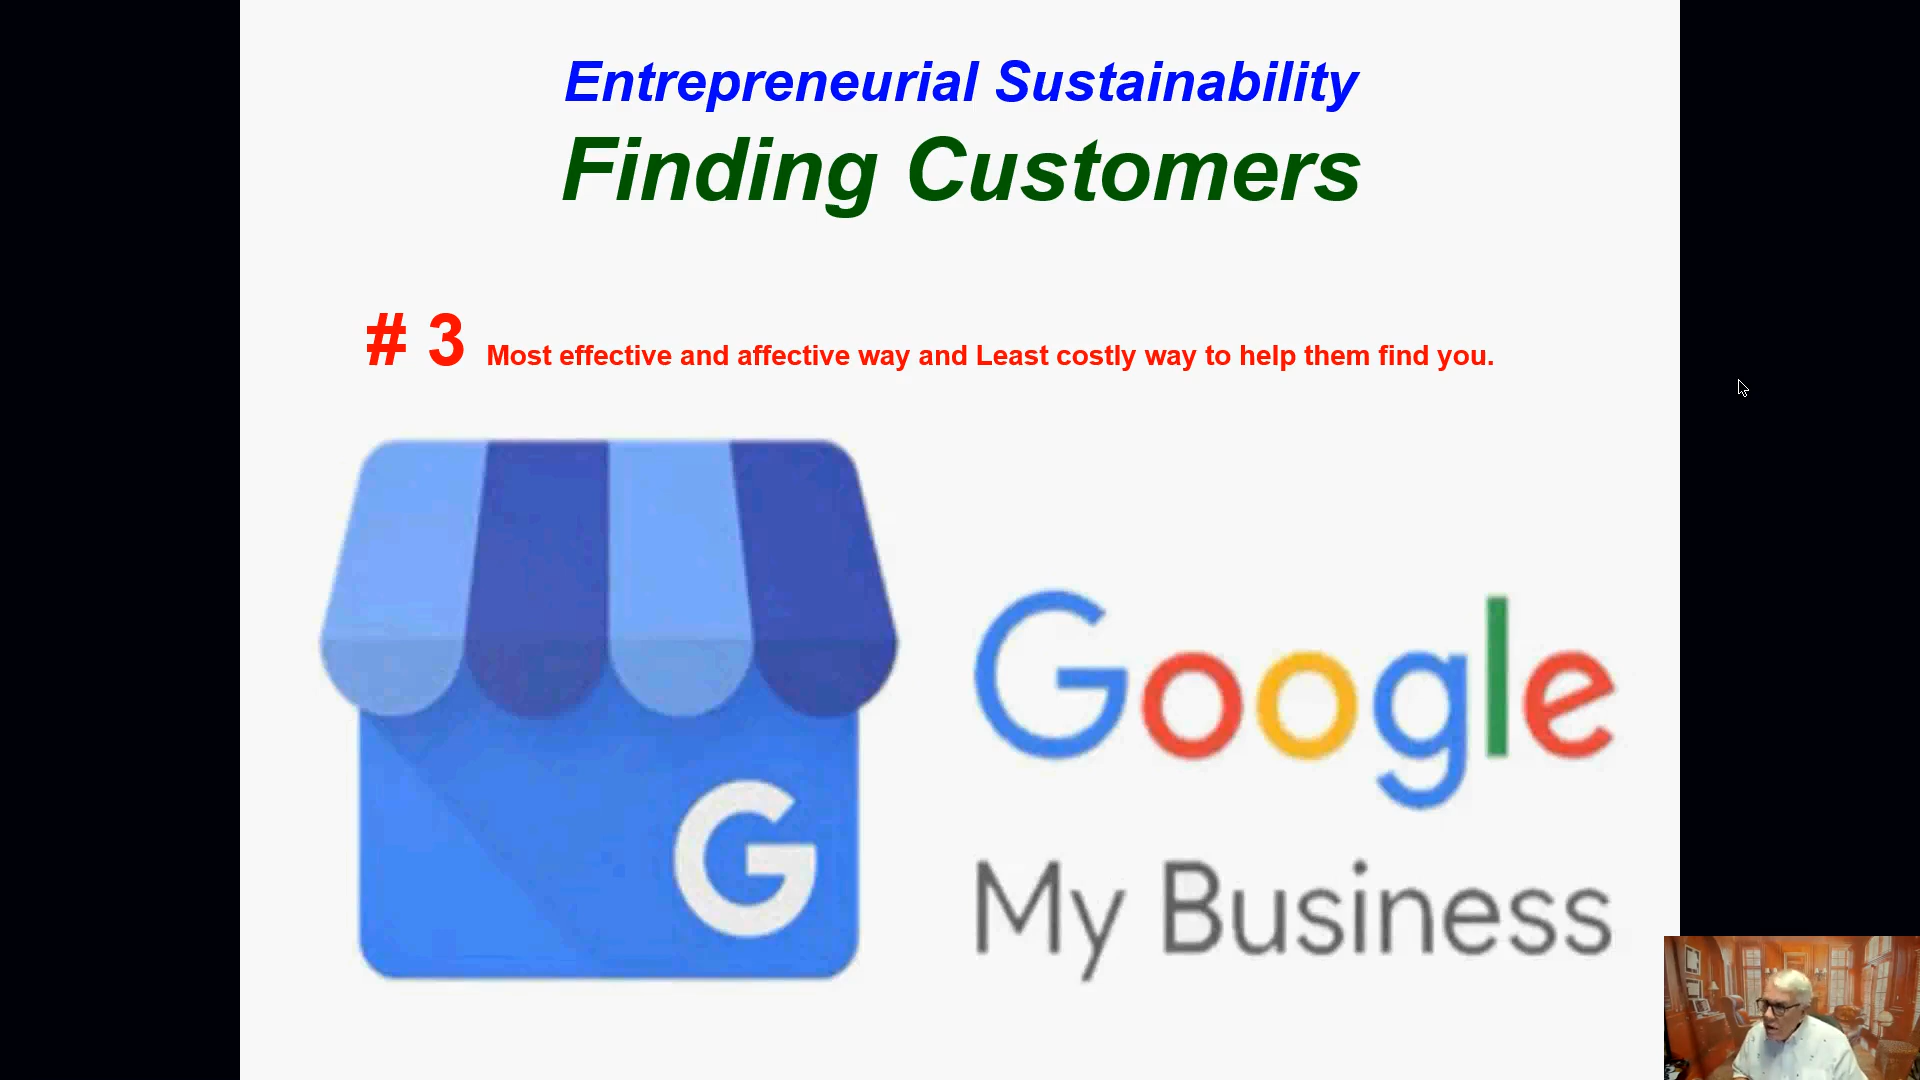 Entrepreneurial Sustainability
Finding Customers
# 3 Most effective and affective way and Least costly way to help them find you.
G
Google
My Business